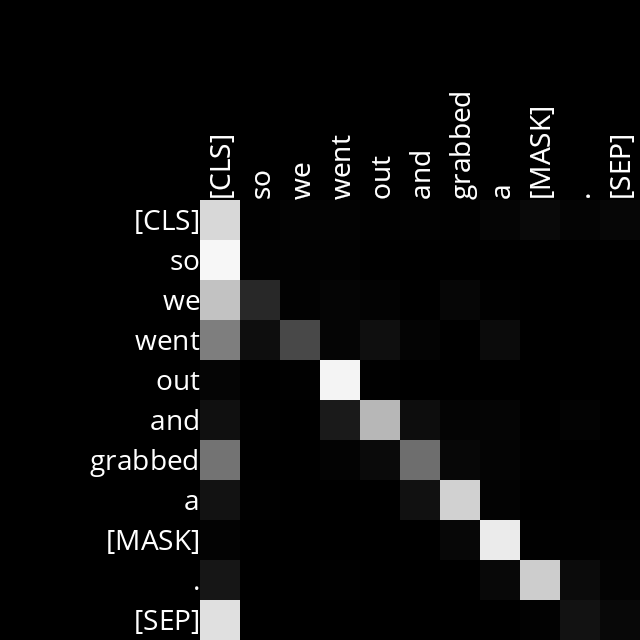 [CLS] so we went out and grabbed a [MASK] . [SEP]
[CLS]
so
we
went
out
and
grabbed
a
[MASK]
.
[SEP]